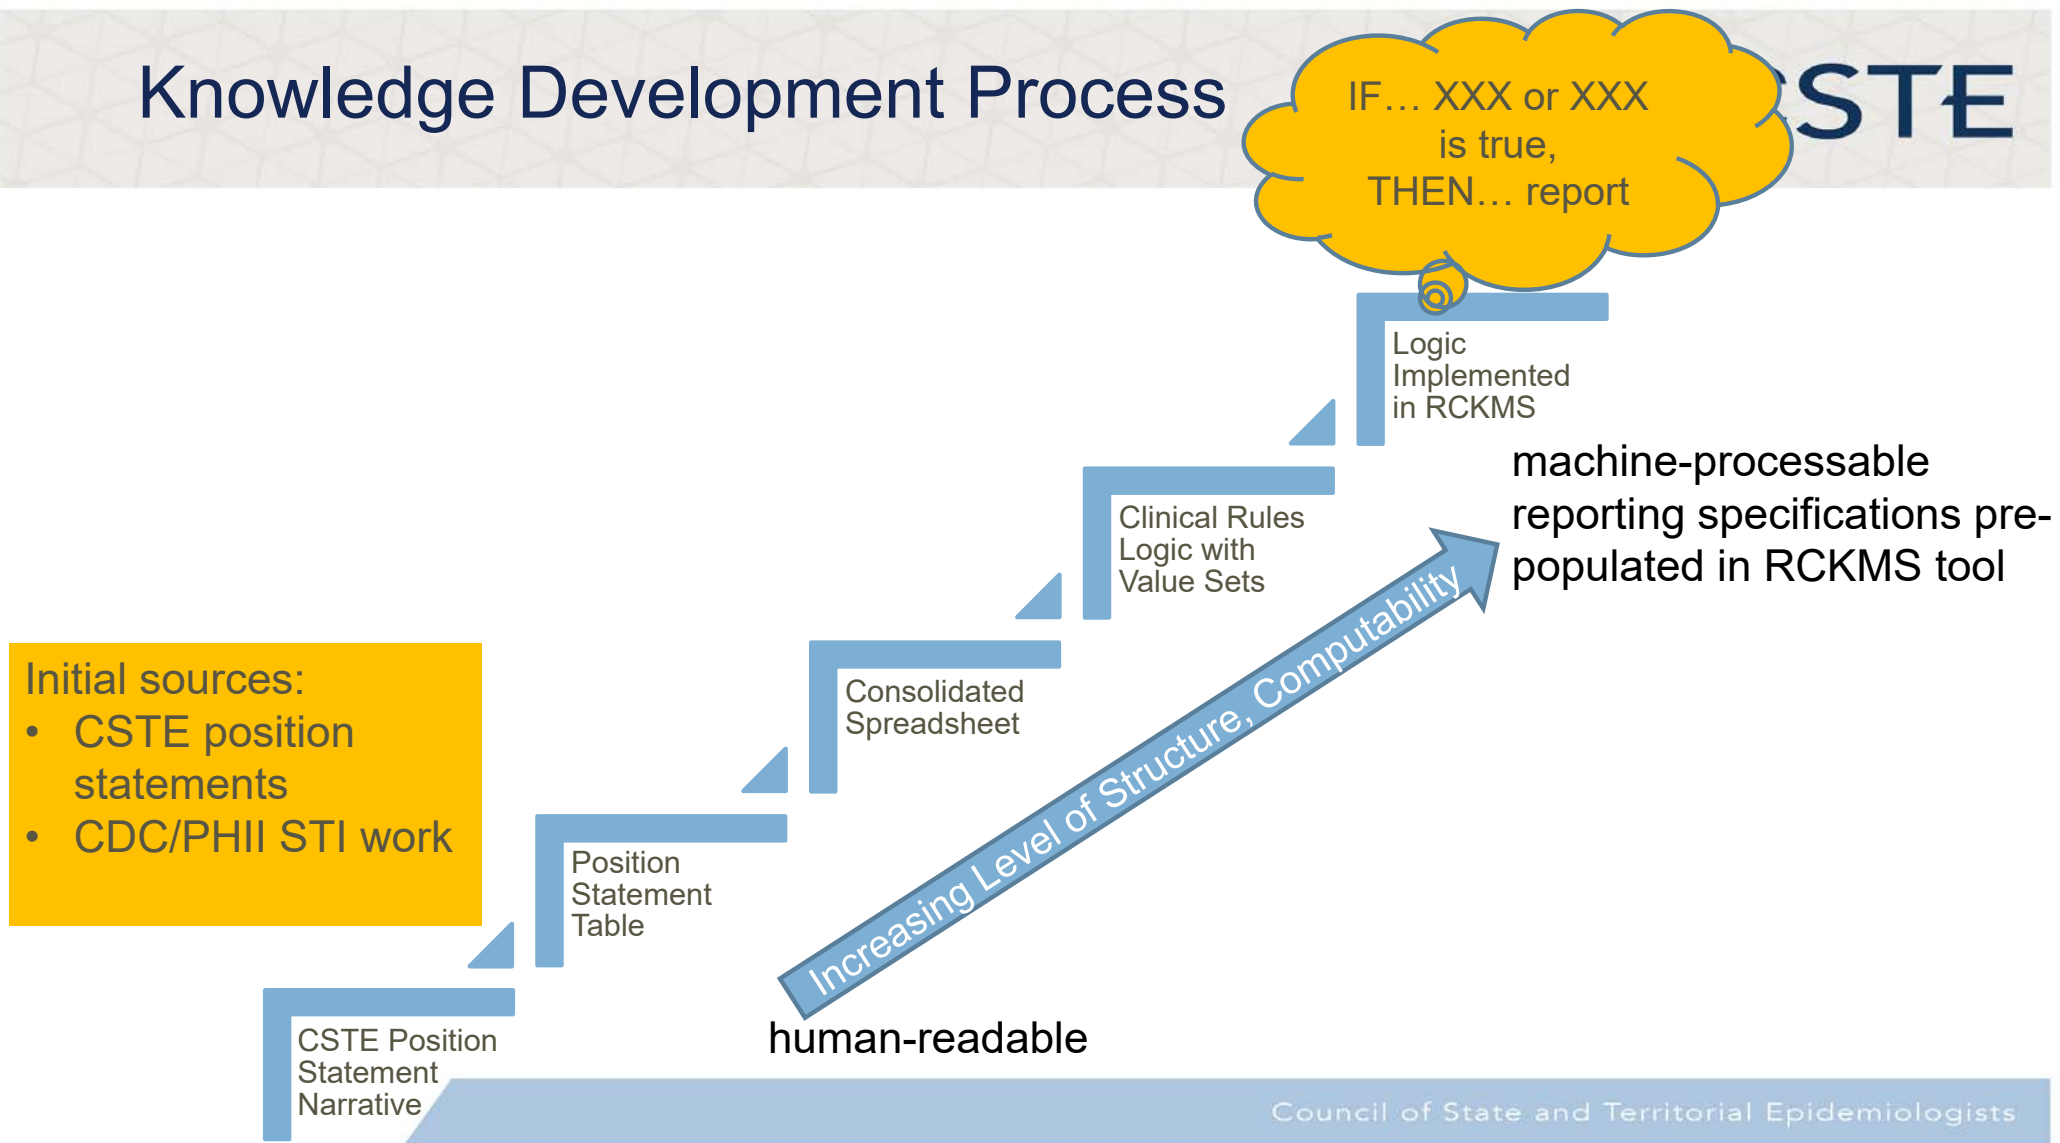 Knowledge Development Process
IF… XXX or XXX
is true,
THEN… report
STE
Logic
Implemented
in RCKMS
machine-processable
reporting specifications pre-
populated in RCKMS tool
Clinical Rules
Logic with
Value Sets
Consolidated
Spreadsheet
Increasing Level of Structure, Computability
Initial sources:
• CSTE position
statements
• CDC/PHII STI work
Position
Statement
Table
human-readable
CSTE Position
Statement
Narrative
Council of State and Territorial Epidemiologists